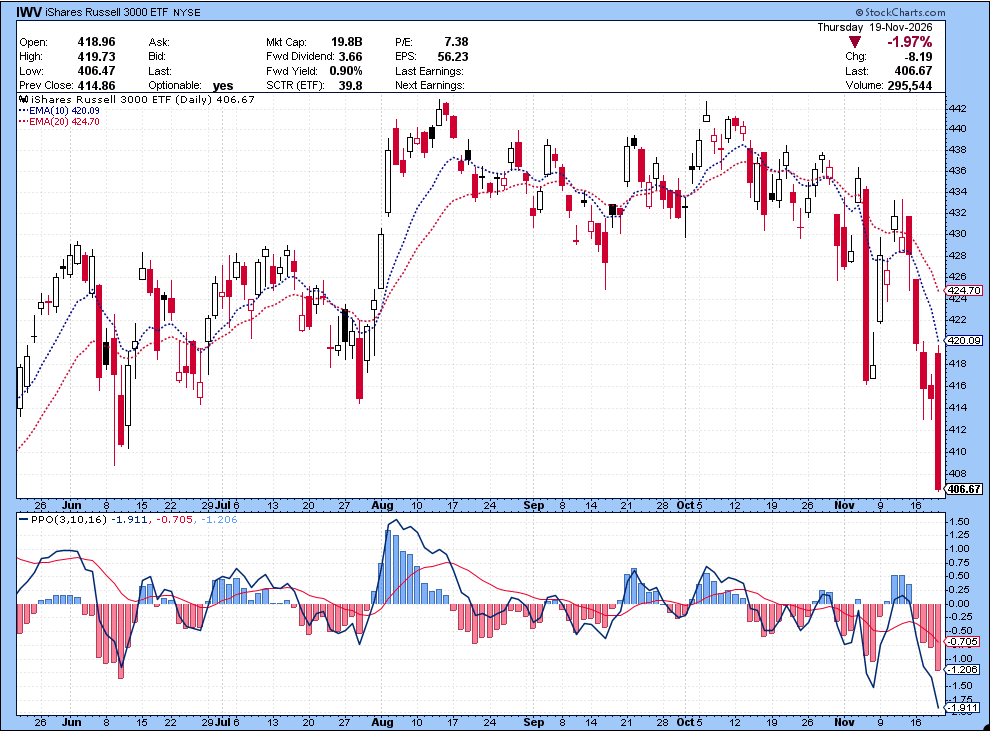 IWV iShares Russell 3000 ETF NYSE © StockCharts.com
Thursday 19-Nov-2026
Open: 418.96 Ask: Mkt Cap: 19.8B P/E: 7.38 ▼ -1.97%
High: 419.73 Bid: Fwd Dividend: 3.66 EPS: 56.23 Chg: -8.19
Low: 406.47 Last: Fwd Yield: 0.90% Last Earnings: Last: 406.67
Prev Close: 414.86 Optionable: yes SCTR (ETF): 39.8 Next Earnings: Volume: 295,544
iShares Russell 3000 ETF (Daily) 406.67
EMA(10) 420.09
EMA(20) 424.70
442
440
438
436
434
432
430
428
426
424.70
424
422
420.09
418
416
414
412
410
408
406.67
26 Jun 8 15 22 29 Jul 6 13 20 27 Aug 10 17 24 Sep 8 14 21 28 Oct 5 12 19 26 Nov 9 16
PPO(3,10,16) -1.911, -0.705, -1.206
1.50
1.25
1.00
0.75
0.50
0.25
0.00
-0.25
-0.50
-0.705
-1.00
-1.206
-1.50
-1.75
-1.911
26 Jun 8 15 22 29 Jul 6 13 20 27 Aug 10 17 24 Sep 8 14 21 28 Oct 5 12 19 26 Nov 9 16